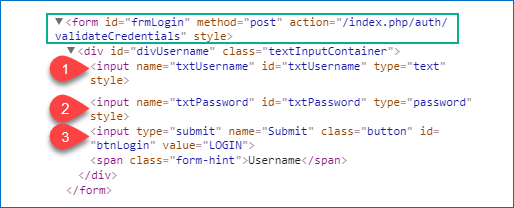 ▼<form id="frmLogin" method="post" action="/index.php/auth/
validateCredentials" style>
▼<div id="divUsername" class="textInputContainer">
1 <input name="txtUsername" id="txtUsername" type="text"
style>
2 <input name="txtPassword" id="txtPassword" type="password"
style>
3 <input type="submit" name="Submit" class="button" id=
"btnLogin" value="LOGIN">
<span class="form-hint">Username</span>
</div>
</form>